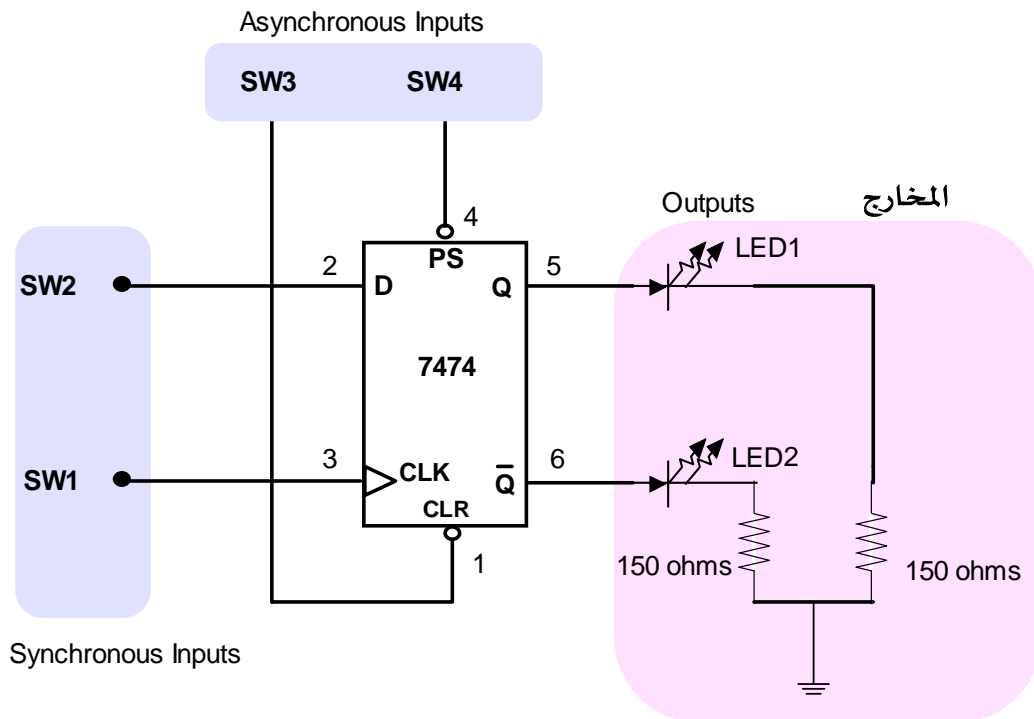 Asynchronous Inputs
SW3 SW4
4
Outputs المخارج
PS
LED1
SW2 2 D Q 5
7474
SW1 3 CLK Q̅ 6 LED2
CLR
1
150 ohms 150 ohms
Synchronous Inputs